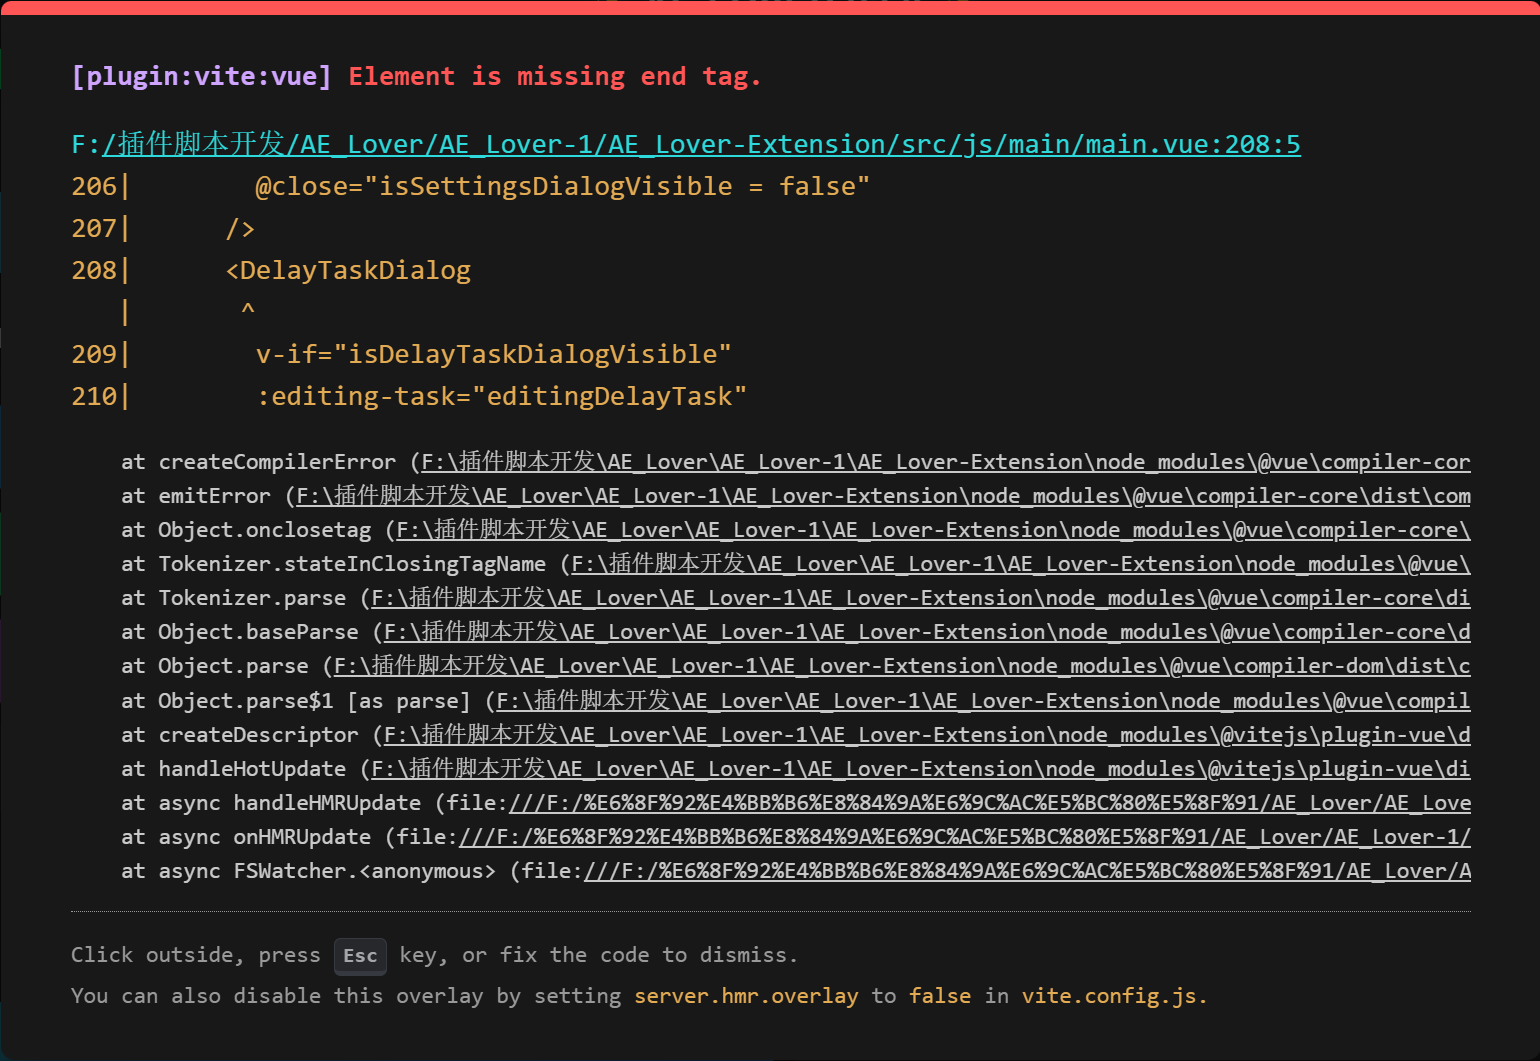 [plugin:vite:vue] Element is missing end tag.
F:/插件脚本开发/AE_Lover/AE_Lover-1/AE_Lover-Extension/src/js/main/main.vue:208:5
206|        @close="isSettingsDialogVisible = false"
207|      />
208|      <DelayTaskDialog
   |       ^
209|        v-if="isDelayTaskDialogVisible"
210|        :editing-task="editingDelayTask"
at createCompilerError (F:\插件脚本开发\AE_Lover\AE_Lover-1\AE_Lover-Extension\node_modules\@vue\compiler-cor
at emitError (F:\插件脚本开发\AE_Lover\AE_Lover-1\AE_Lover-Extension\node_modules\@vue\compiler-core\dist\com
at Object.onclosetag (F:\插件脚本开发\AE_Lover\AE_Lover-1\AE_Lover-Extension\node_modules\@vue\compiler-core\
at Tokenizer.stateInClosingTagName (F:\插件脚本开发\AE_Lover\AE_Lover-1\AE_Lover-Extension\node_modules\@vue\
at Tokenizer.parse (F:\插件脚本开发\AE_Lover\AE_Lover-1\AE_Lover-Extension\node_modules\@vue\compiler-core\di
at Object.baseParse (F:\插件脚本开发\AE_Lover\AE_Lover-1\AE_Lover-Extension\node_modules\@vue\compiler-core\d
at Object.parse (F:\插件脚本开发\AE_Lover\AE_Lover-1\AE_Lover-Extension\node_modules\@vue\compiler-dom\dist\c
at Object.parse$1 [as parse] (F:\插件脚本开发\AE_Lover\AE_Lover-1\AE_Lover-Extension\node_modules\@vue\compil
at createDescriptor (F:\插件脚本开发\AE_Lover\AE_Lover-1\AE_Lover-Extension\node_modules\@vitejs\plugin-vue\d
at handleHotUpdate (F:\插件脚本开发\AE_Lover\AE_Lover-1\AE_Lover-Extension\node_modules\@vitejs\plugin-vue\di
at async handleHMRUpdate (file:///F:/%E6%8F%92%E4%BB%B6%E8%84%9A%E6%9C%AC%E5%BC%80%E5%8F%91/AE_Lover/AE_Love
at async onHMRUpdate (file:///F:/%E6%8F%92%E4%BB%B6%E8%84%9A%E6%9C%AC%E5%BC%80%E5%8F%91/AE_Lover/AE_Lover-1/
at async FSWatcher.<anonymous> (file:///F:/%E6%8F%92%E4%BB%B6%E8%84%9A%E6%9C%AC%E5%BC%80%E5%8F%91/AE_Lover/A
Click outside, press Esc key, or fix the code to dismiss.
You can also disable this overlay by setting server.hmr.overlay to false in vite.config.js.